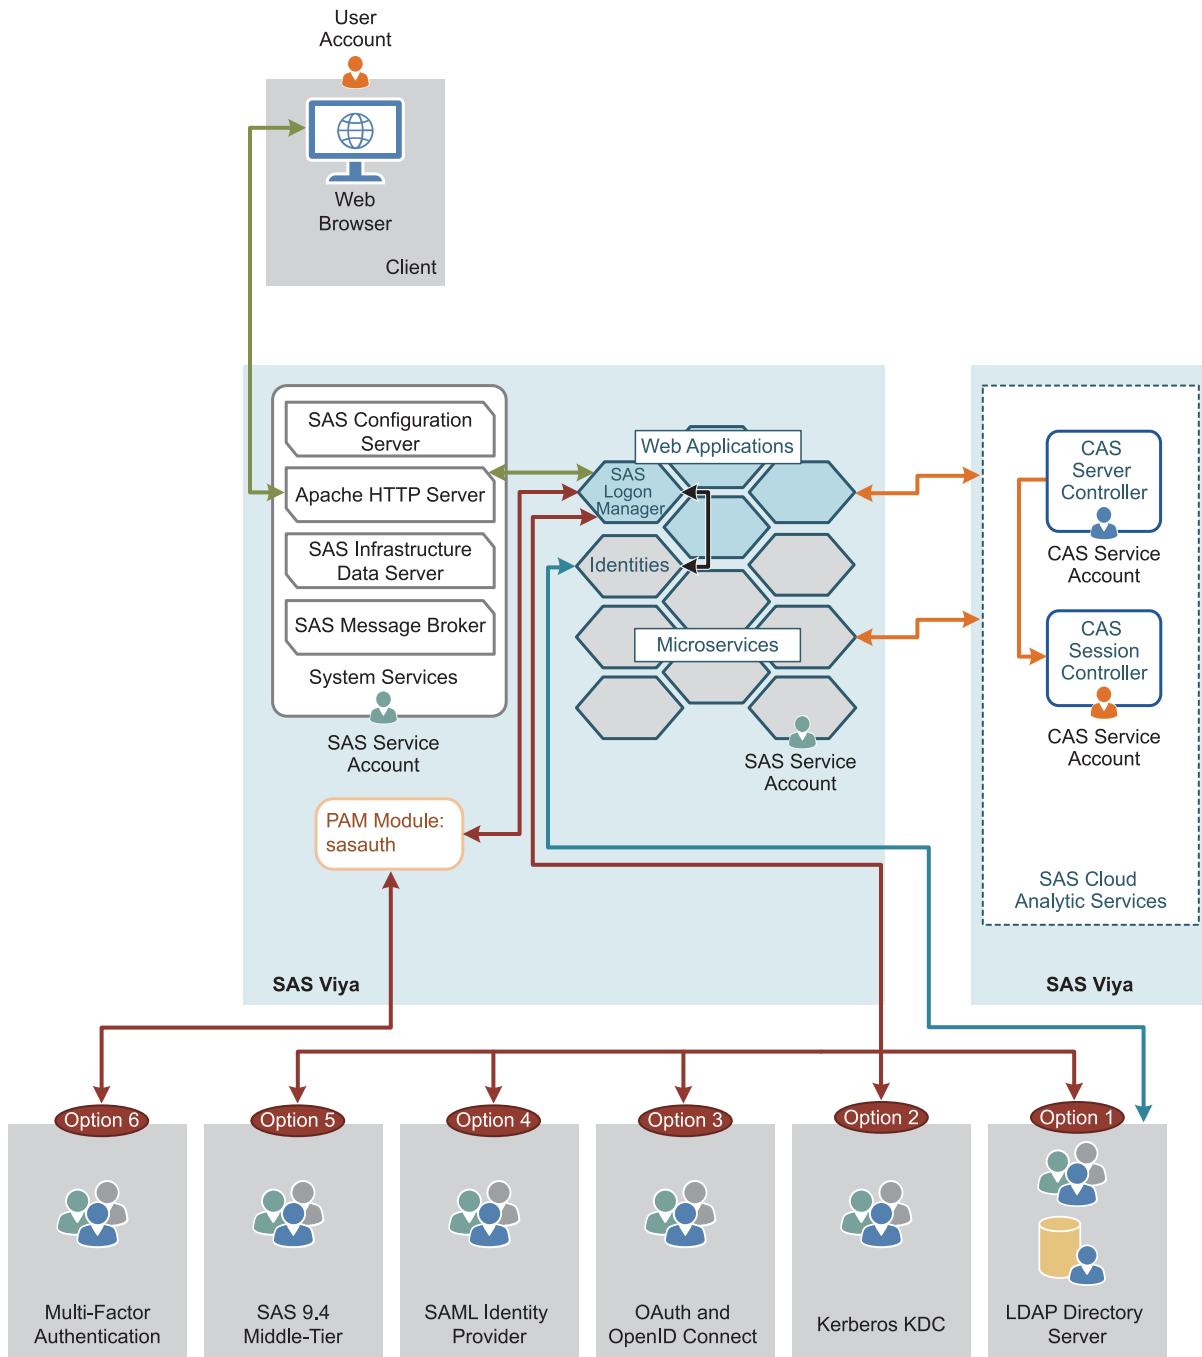 User
Account
Web
Browser
Client
SAS Configuration
Server
Apache HTTP Server
SAS Infrastructure
Data Server
SAS Message Broker
System Services
SAS Service
Account
Web Applications
SAS
Logon
Manager
Identities
Microservices
SAS Service
Account
PAM Module:
sasauth
SAS Viya
CAS
Server
Controller
CAS Service
Account
CAS
Session
Controller
CAS Service
Account
SAS Cloud
Analytic Services
SAS Viya
Option 6
Option 5
Option 4
Option 3
Option 2
Option 1
Multi-Factor
Authentication
SAS 9.4
Middle-Tier
SAML Identity
Provider
OAuth and
OpenID Connect
Kerberos KDC
LDAP Directory
Server